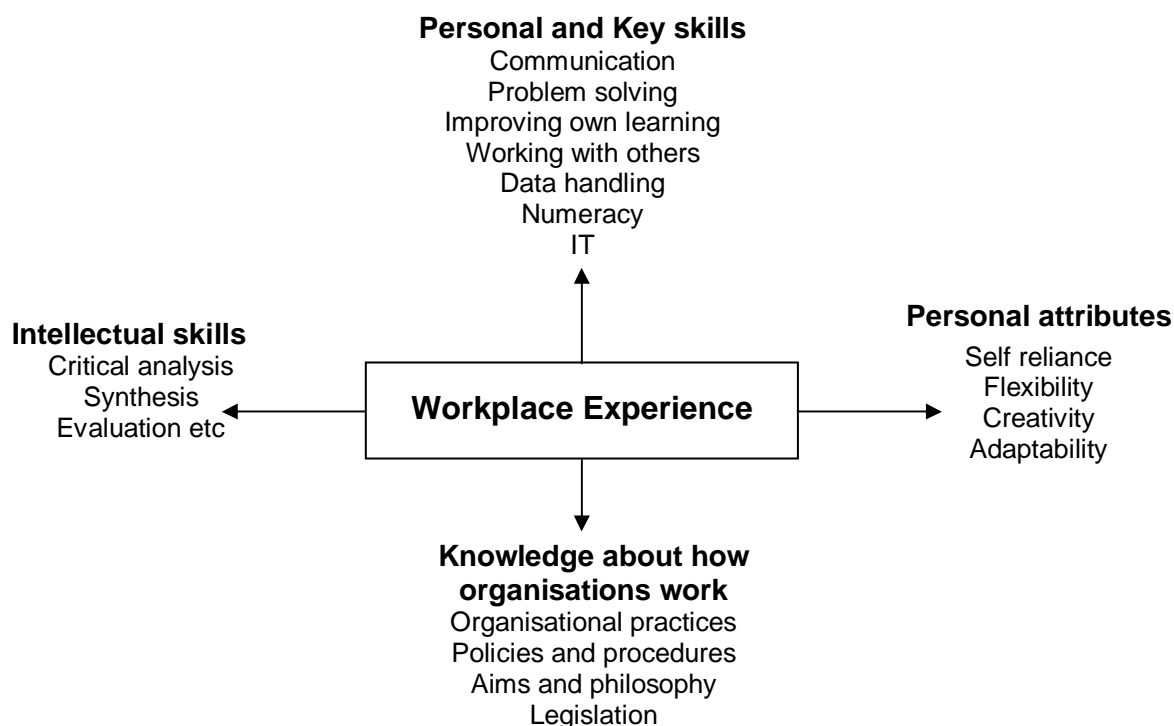 Personal and Key skills
Communication
Problem solving
Improving own learning
Working with others
Data handling
Numeracy
IT
Intellectual skills
Critical analysis
Synthesis
Evaluation etc
Workplace Experience
Personal attributes
Self reliance
Flexibility
Creativity
Adaptability
Knowledge about how
organisations work
Organisational practices
Policies and procedures
Aims and philosophy
Legislation